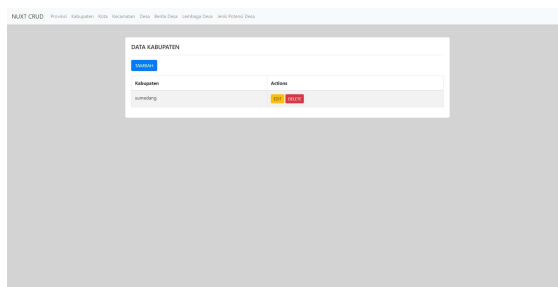 NUXT CRUD Provinsi Kabupaten Kota Kecamatan Desa Berita Desa Lembaga Desa Jenis Potensi Desa
DATA KABUPATEN
TAMBAH
Kabupaten Actions
sumedang EDIT DELETE